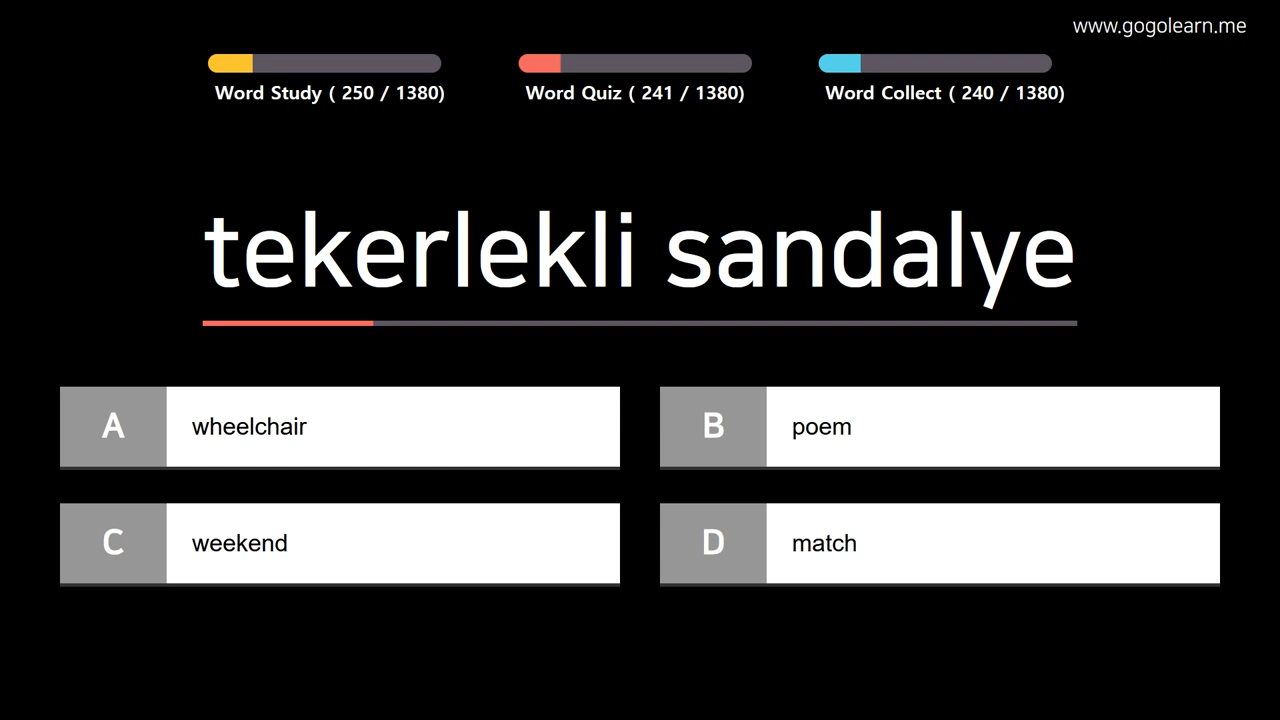 www.gogolearn.me
Word Study ( 250 / 1380)
Word Quiz ( 241 / 1380)
Word Collect ( 240 / 1380)
tekerlekli sandalye
A wheelchair
B poem
C weekend
D match